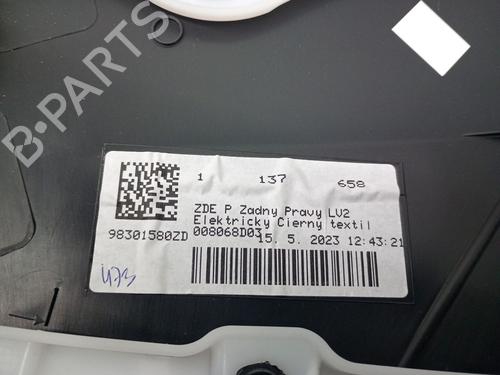 B-PARTS
1 137 658
ZDE P Zadny Pravy LV2
Elektricky Cierny textil
98301580ZD 008068D03 15. 5. 2023 12:43:21
473